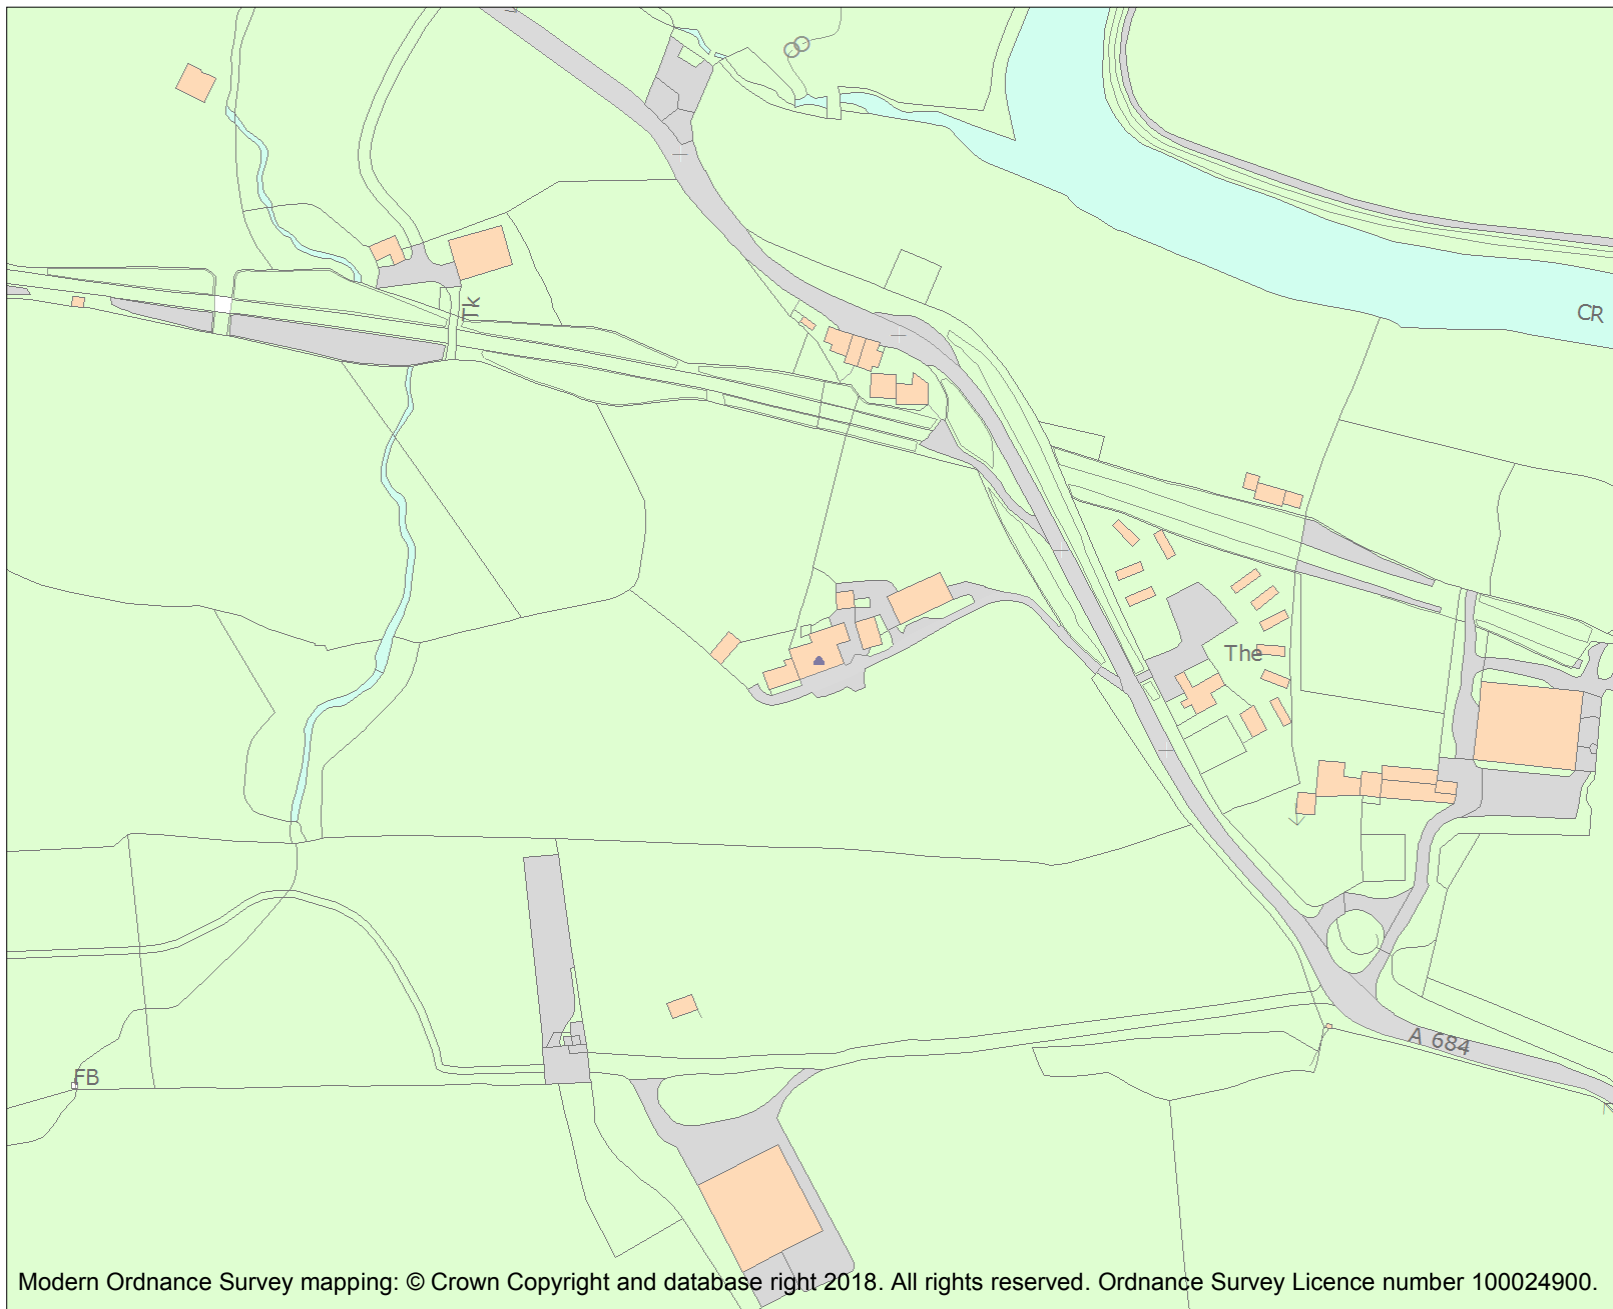 Tk
CR
The
A 684
FB
Modern Ordnance Survey mapping: © Crown Copyright and database right 2018. All rights reserved. Ordnance Survey Licence number 100024900.